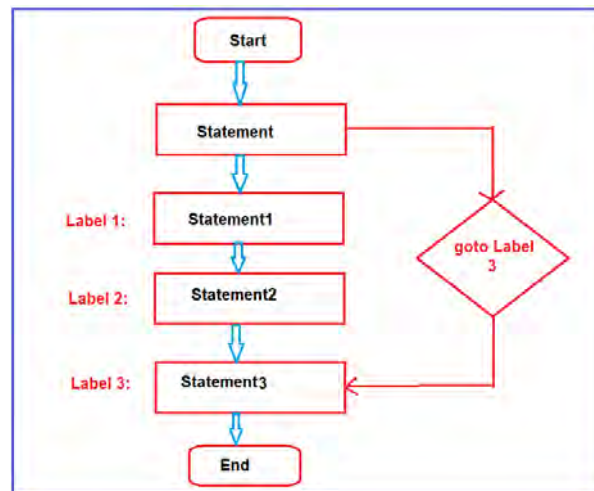 Start
Statement
Label 1:
Statement1
goto Label
3
Label 2:
Statement2
Label 3:
Statement3
End